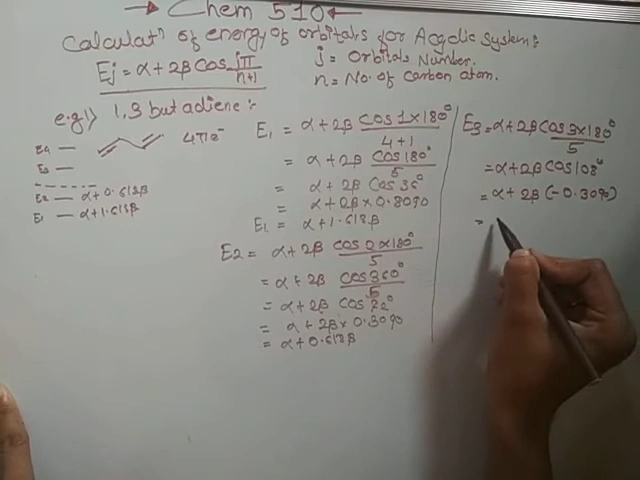 → Chem 510 ←
Calculatⁿ of energy of orbitals for Acyclic System:
Ej = α + 2β cos jπ/n+1
j = Orbitals Number.
n = No. of Carbon atom.
e.g 1) 1,3 butadiene :-
4πe⁻
E4 —
E3 —
E2 — α+0.618β
E1 — α+1.618β
E1 = α + 2β cos 1×180°/4+1
= α + 2β cos 180°/5
= α + 2β cos 36°
= α + 2β × 0.8090
E1 = α + 1.618β
E2 = α + 2β cos 2×180°/5
= α + 2β cos 360°/5
= α + 2β cos 72°
= α + 2β × 0.3090
= α + 0.618β
E3 = α + 2β cos 3×180°/5
= α + 2β cos 108°
= α + 2β (-0.3090)
=